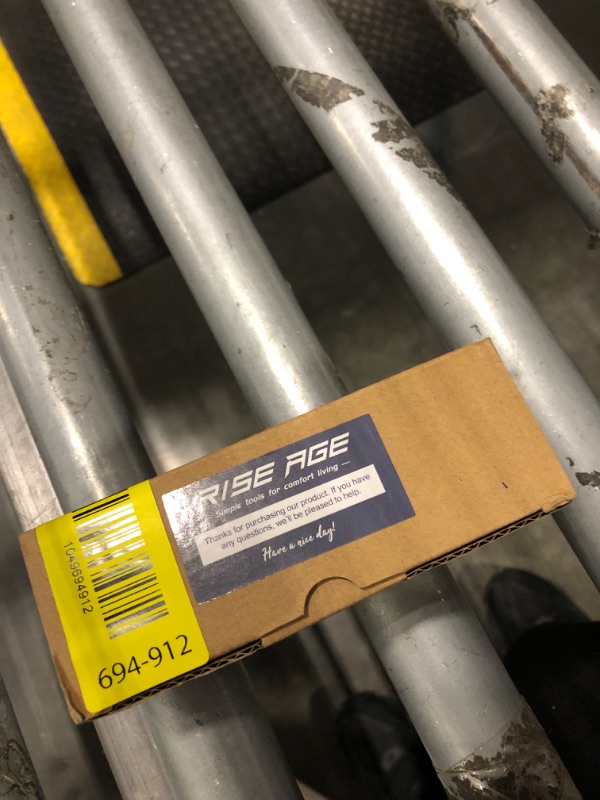 RISE AGE
Simple tools for comfort living —
Thanks for purchasing our product. If you have
any questions, we'll be pleased to help.
Have a nice day!
1049694912
694-912